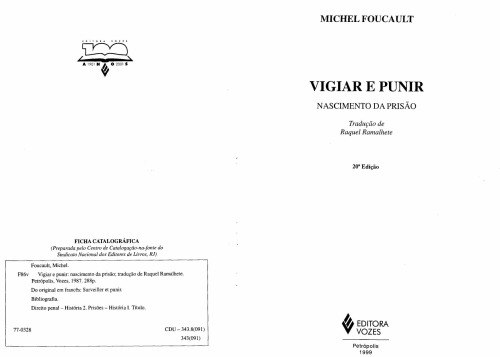 EDITORA VOZES
100
A N O S
1901 2001
FICHA CATALOGRÁFICA
(Preparada pelo Centro de Catalogação-na-fonte do
Sindicato Nacional dos Editores de Livros, RJ)
Foucault, Michel.
F86v Vigiar e punir: nascimento da prisão; tradução de Raquel Ramalhete.
Petrópolis, Vozes, 1987. 288p.
Do original em francês: Surveiller et punir.
Bibliografia.
Direito penal – História 2. Prisões – História I. Título.
77-0328 CDU – 343.8(091)
343(091)
MICHEL FOUCAULT
VIGIAR E PUNIR
NASCIMENTO DA PRISÃO
Tradução de
Raquel Ramalhete
20ª Edição
EDITORA
VOZES
Petrópolis
1999